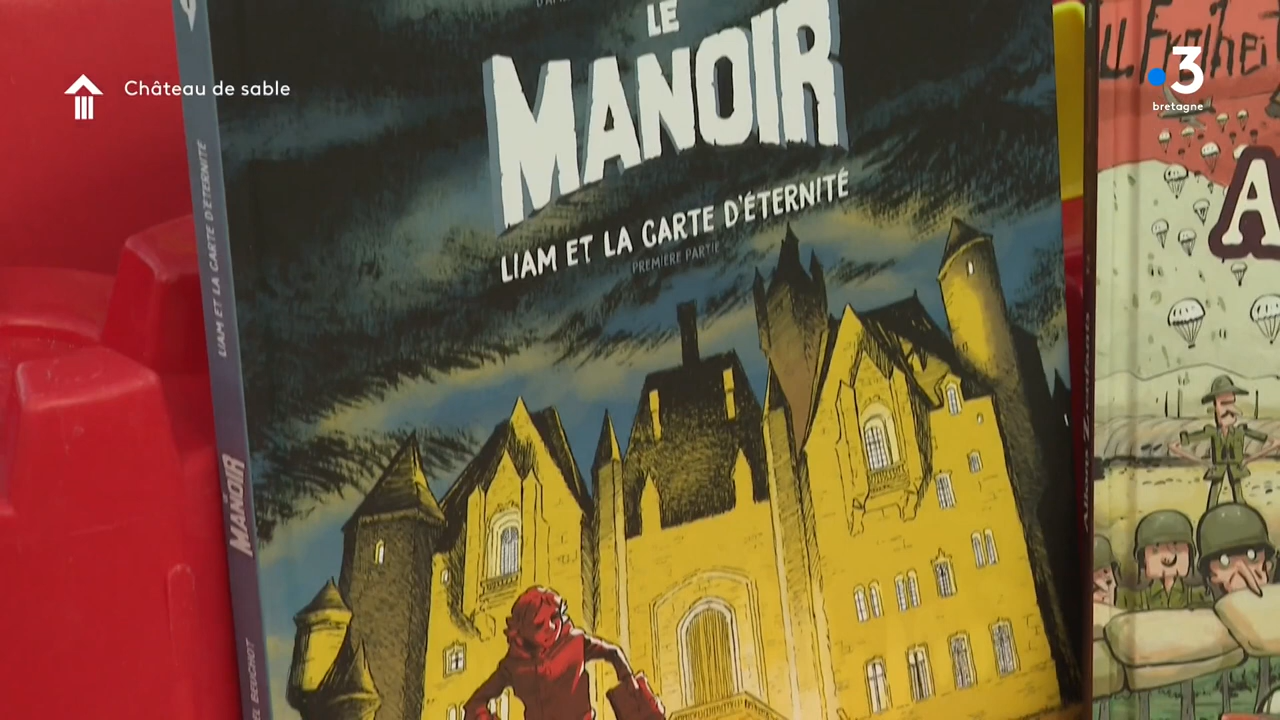 Château de sable
3
bretagne
LE
MANOIR
LIAM ET LA CARTE D'ÉTERNITÉ
PREMIÈRE PARTIE
LIAM ET LA CARTE D'ÉTERNITÉ
MANOIR
BEUCHOT
A